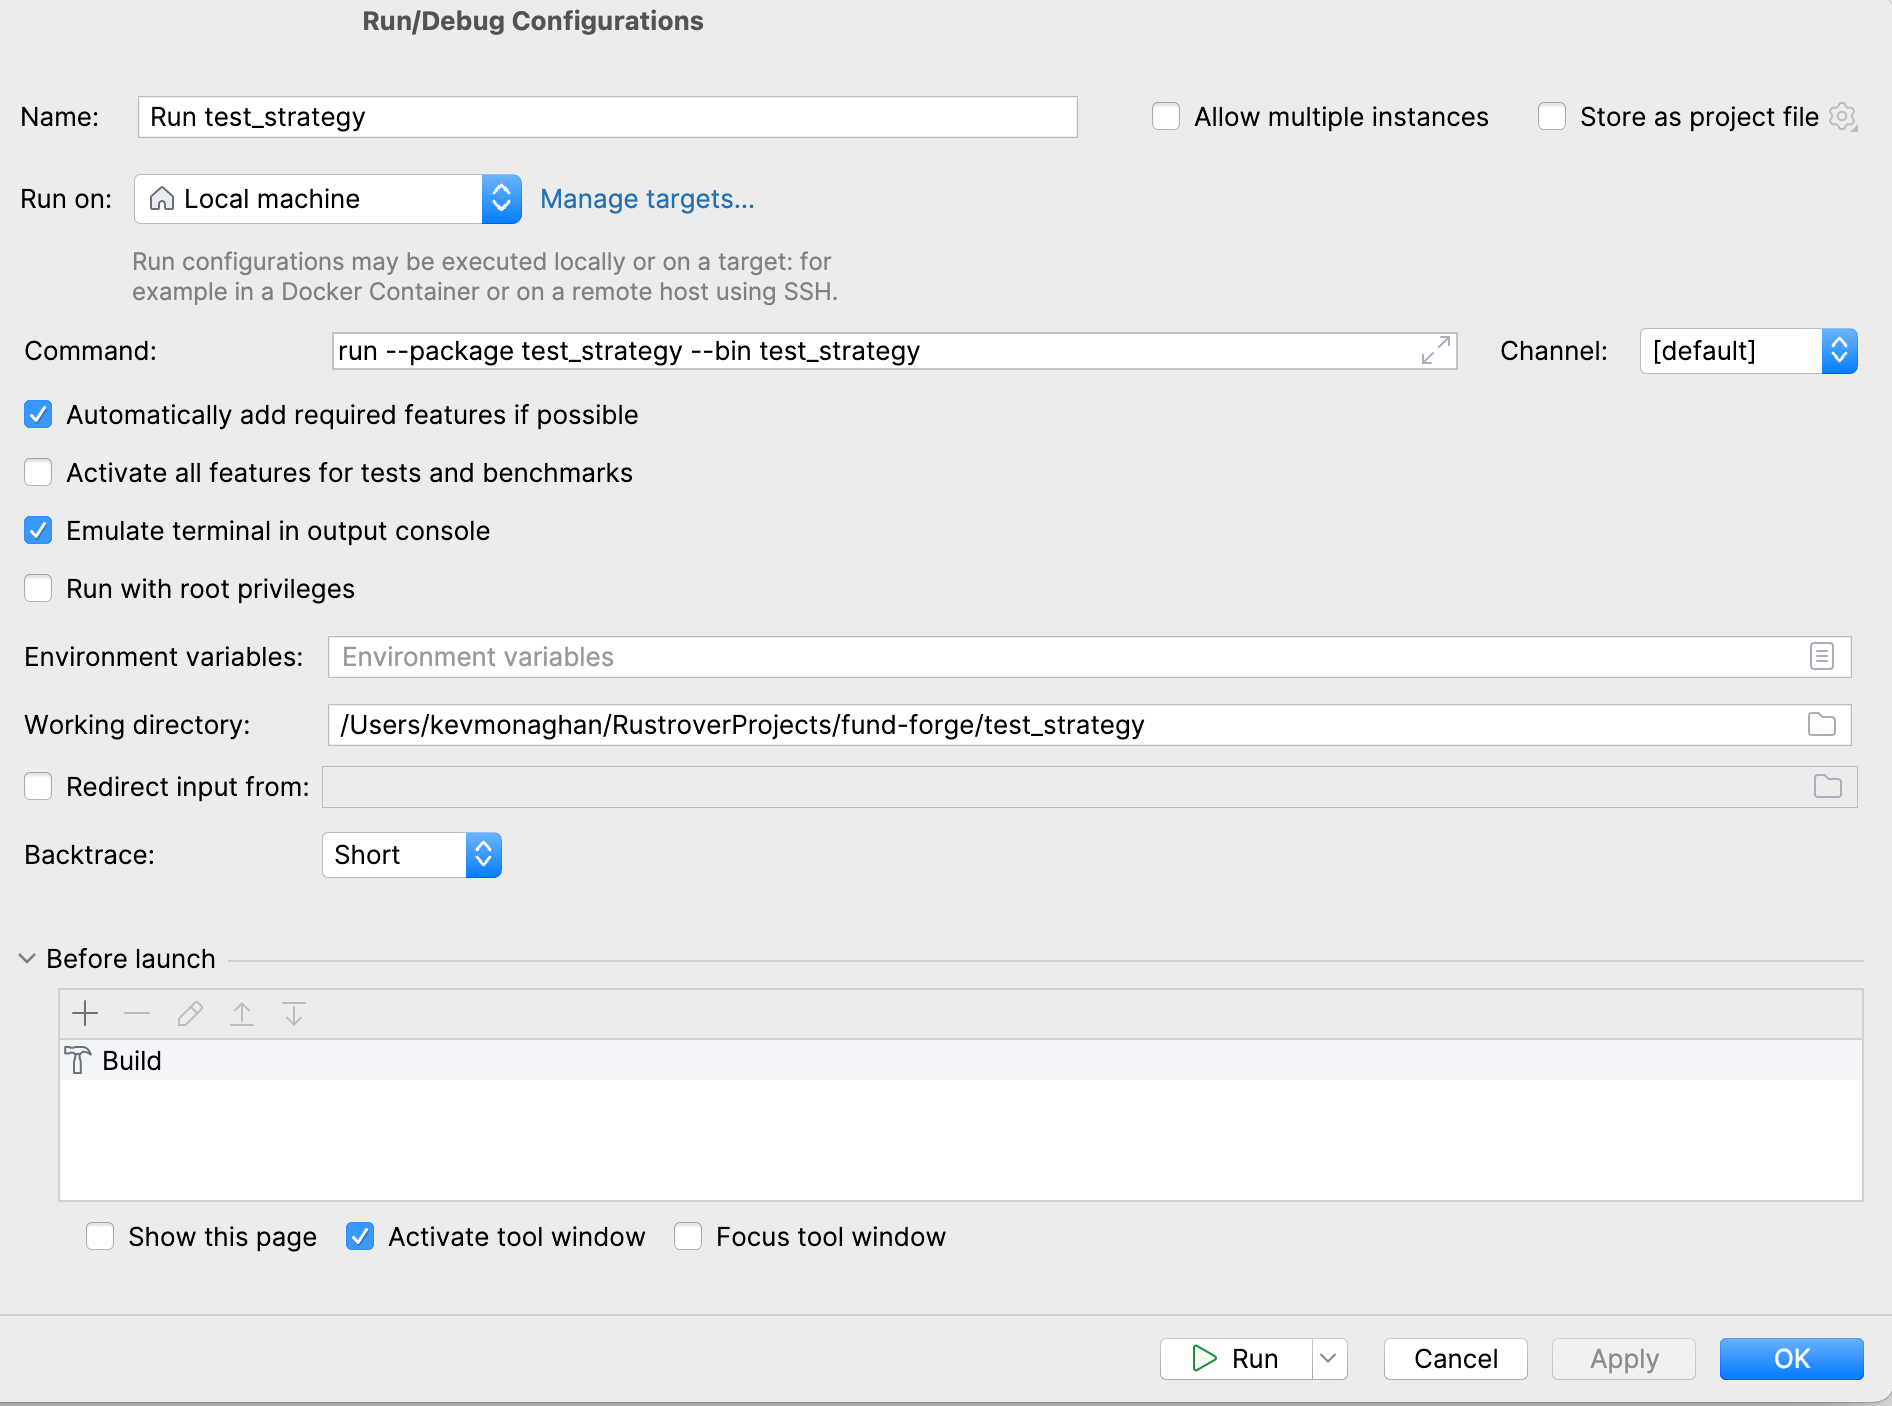 Run/Debug Configurations
Name: Run test_strategy Allow multiple instances Store as project file
Run on: Local machine Manage targets...
Run configurations may be executed locally or on a target: for
example in a Docker Container or on a remote host using SSH.
Command: run --package test_strategy --bin test_strategy Channel: [default]
Automatically add required features if possible
Activate all features for tests and benchmarks
Emulate terminal in output console
Run with root privileges
Environment variables: Environment variables
Working directory: /Users/kevmonaghan/RustroverProjects/fund-forge/test_strategy
Redirect input from:
Backtrace: Short
Before launch
Build
Show this page Activate tool window Focus tool window
Run Cancel Apply OK